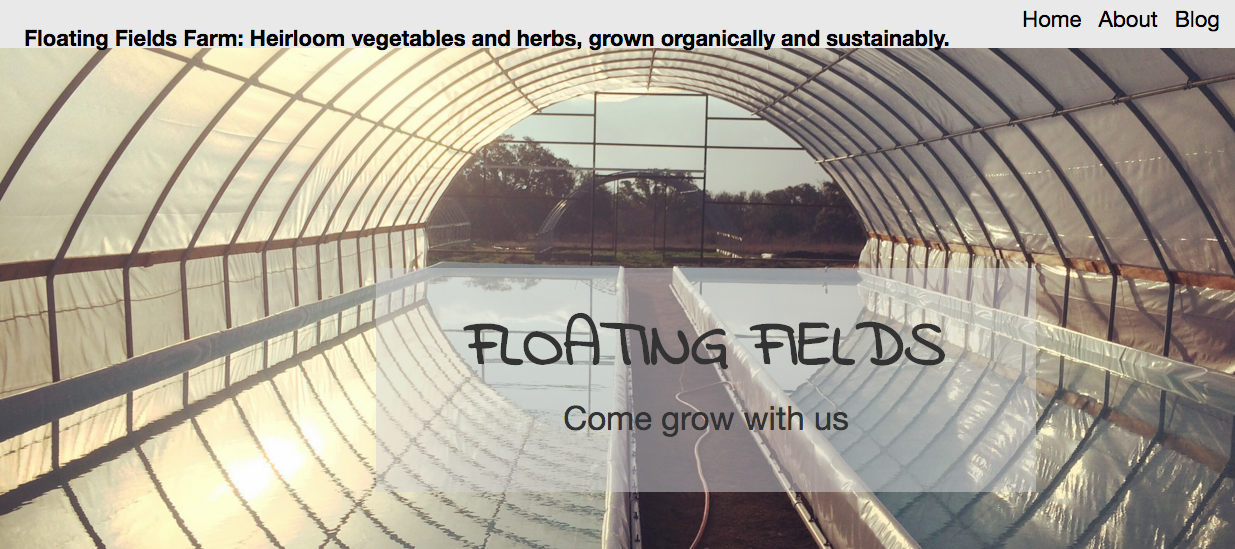 Home About Blog
Floating Fields Farm: Heirloom vegetables and herbs, grown organically and sustainably.
FLOATING FIELDS
Come grow with us